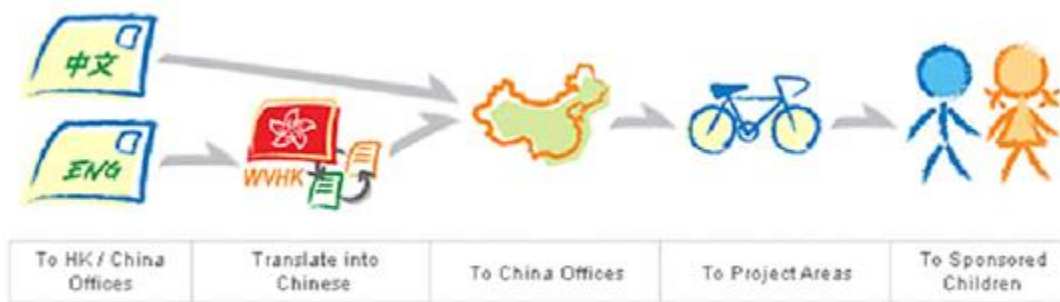 中文
ENG
WVHK
To HK / China
Offices
Translate into
Chinese
To China Offices
To Project Areas
To Sponsored
Children